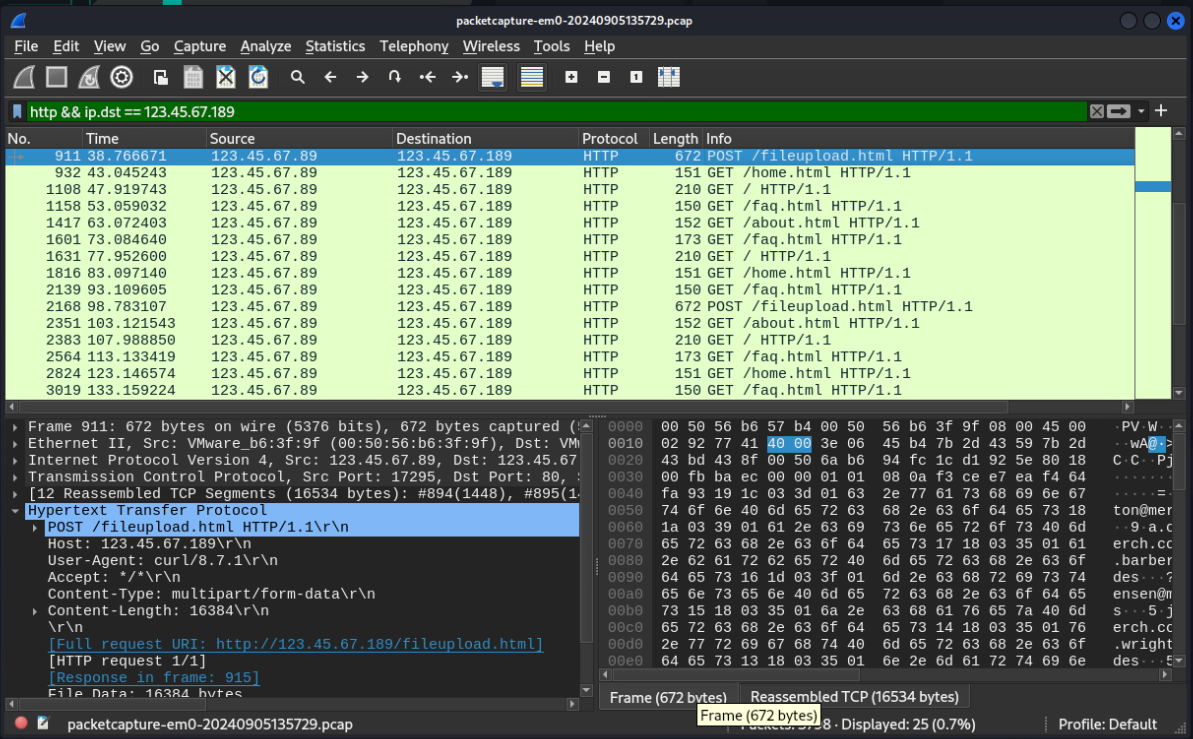 packetcapture-em0-20240905135729.pcap
File Edit View Go Capture Analyze Statistics Telephony Wireless Tools Help
http && ip.dst == 123.45.67.189
No. Time Source Destination Protocol Length Info
911 38.766671 123.45.67.89 123.45.67.189 HTTP 672 POST /fileupload.html HTTP/1.1
932 43.045243 123.45.67.89 123.45.67.189 HTTP 151 GET /home.html HTTP/1.1
1108 47.919743 123.45.67.89 123.45.67.189 HTTP 210 GET / HTTP/1.1
1158 53.059032 123.45.67.89 123.45.67.189 HTTP 150 GET /faq.html HTTP/1.1
1417 63.072403 123.45.67.89 123.45.67.189 HTTP 152 GET /about.html HTTP/1.1
1601 73.084640 123.45.67.89 123.45.67.189 HTTP 173 GET /faq.html HTTP/1.1
1631 77.952600 123.45.67.89 123.45.67.189 HTTP 210 GET / HTTP/1.1
1816 83.097140 123.45.67.89 123.45.67.189 HTTP 151 GET /home.html HTTP/1.1
2139 93.109605 123.45.67.89 123.45.67.189 HTTP 150 GET /faq.html HTTP/1.1
2168 98.783107 123.45.67.89 123.45.67.189 HTTP 672 POST /fileupload.html HTTP/1.1
2351 103.121543 123.45.67.89 123.45.67.189 HTTP 152 GET /about.html HTTP/1.1
2383 107.988850 123.45.67.89 123.45.67.189 HTTP 210 GET / HTTP/1.1
2564 113.133419 123.45.67.89 123.45.67.189 HTTP 173 GET /faq.html HTTP/1.1
2824 123.146574 123.45.67.89 123.45.67.189 HTTP 151 GET /home.html HTTP/1.1
3019 133.159224 123.45.67.89 123.45.67.189 HTTP 150 GET /faq.html HTTP/1.1
Frame 911: 672 bytes on wire (5376 bits), 672 bytes captured (5
Ethernet II, Src: VMware_b6:3f:9f (00:50:56:b6:3f:9f), Dst: VM
Internet Protocol Version 4, Src: 123.45.67.89, Dst: 123.45.67
Transmission Control Protocol, Src Port: 17295, Dst Port: 80, S
[12 Reassembled TCP Segments (16534 bytes): #894(1448), #895(1
Hypertext Transfer Protocol
POST /fileupload.html HTTP/1.1\r\n
Host: 123.45.67.189\r\n
User-Agent: curl/8.7.1\r\n
Accept: */*\r\n
Content-Type: multipart/form-data\r\n
Content-Length: 16384\r\n
\r\n
[Full request URI: http://123.45.67.189/fileupload.html]
[HTTP request 1/1]
[Response in frame: 915]
File Data: 16384 bytes
0000 00 50 56 b6 57 b4 00 50 56 b6 3f 9f 08 00 45 00 ·PV·W··
0010 02 92 77 41 40 00 3e 06 45 b4 7b 2d 43 59 7b 2d ··wA@·>
0020 43 bd 43 8f 00 50 6a b6 94 fc 1c d1 92 5e 80 18 C·C··Pj
0030 00 fb ba ec 00 00 01 01 08 0a f3 ce e7 ea f4 64 ·······
0040 fa 93 19 1c 03 3d 01 63 2e 77 61 73 68 69 6e 67 ·····=·
0050 74 6f 6e 40 6d 65 72 63 68 2e 63 6f 64 65 73 18 ton@mer
0060 1a 03 39 01 61 2e 63 69 73 6e 65 72 6f 73 40 6d ··9·a.c
0070 65 72 63 68 2e 63 6f 64 65 73 17 18 03 35 01 61 erch.co
0080 2e 62 61 72 62 65 72 40 6d 65 72 63 68 2e 63 6f .barber
0090 64 65 73 16 1d 03 3f 01 6d 2e 63 68 72 69 73 74 des···?
00a0 65 6e 73 65 6e 40 6d 65 72 63 68 2e 63 6f 64 65 ensen@m
00b0 73 15 18 03 35 01 6a 2e 63 68 61 76 65 7a 40 6d s···5·j
00c0 65 72 63 68 2e 63 6f 64 65 73 14 18 03 35 01 76 erch.co
00d0 2e 77 72 69 67 68 74 40 6d 65 72 63 68 2e 63 6f .wright
00e0 64 65 73 13 18 03 35 01 6e 2e 6d 61 72 74 69 6e des···5
Frame (672 bytes) Reassembled TCP (16534 bytes)
Frame (672 bytes)
packetcapture-em0-20240905135729.pcap Displayed: 25 (0.7%) Profile: Default